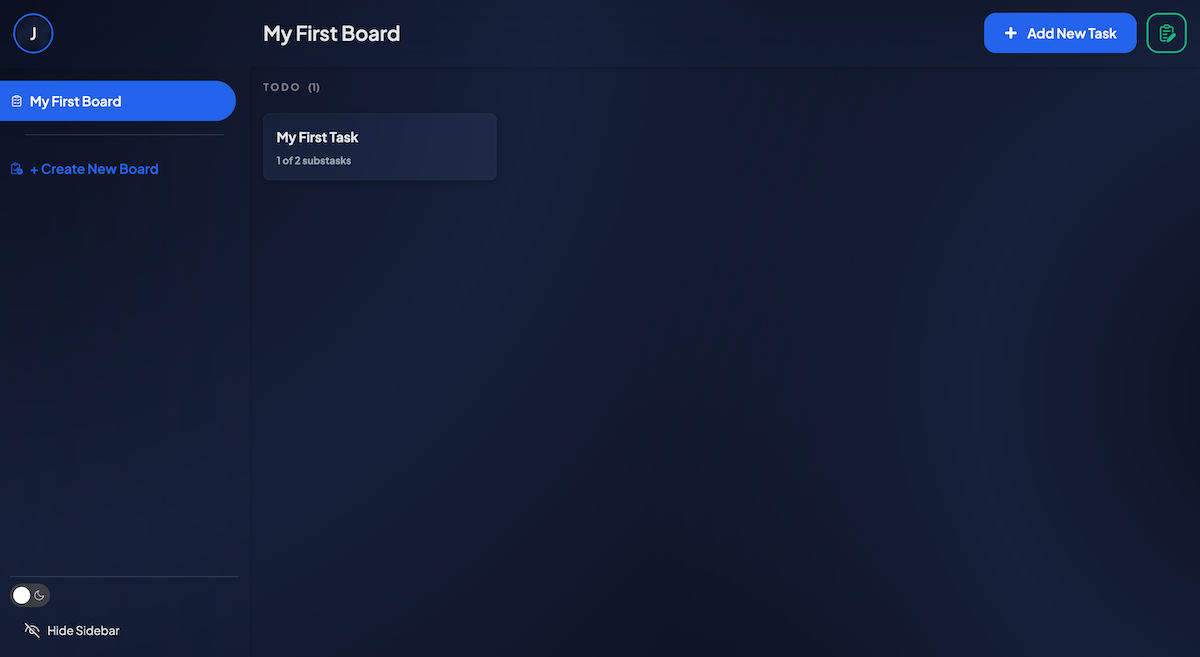 J
My First Board
+ Add New Task
My First Board
+ Create New Board
TODO (1)
My First Task
1 of 2 substasks
Hide Sidebar